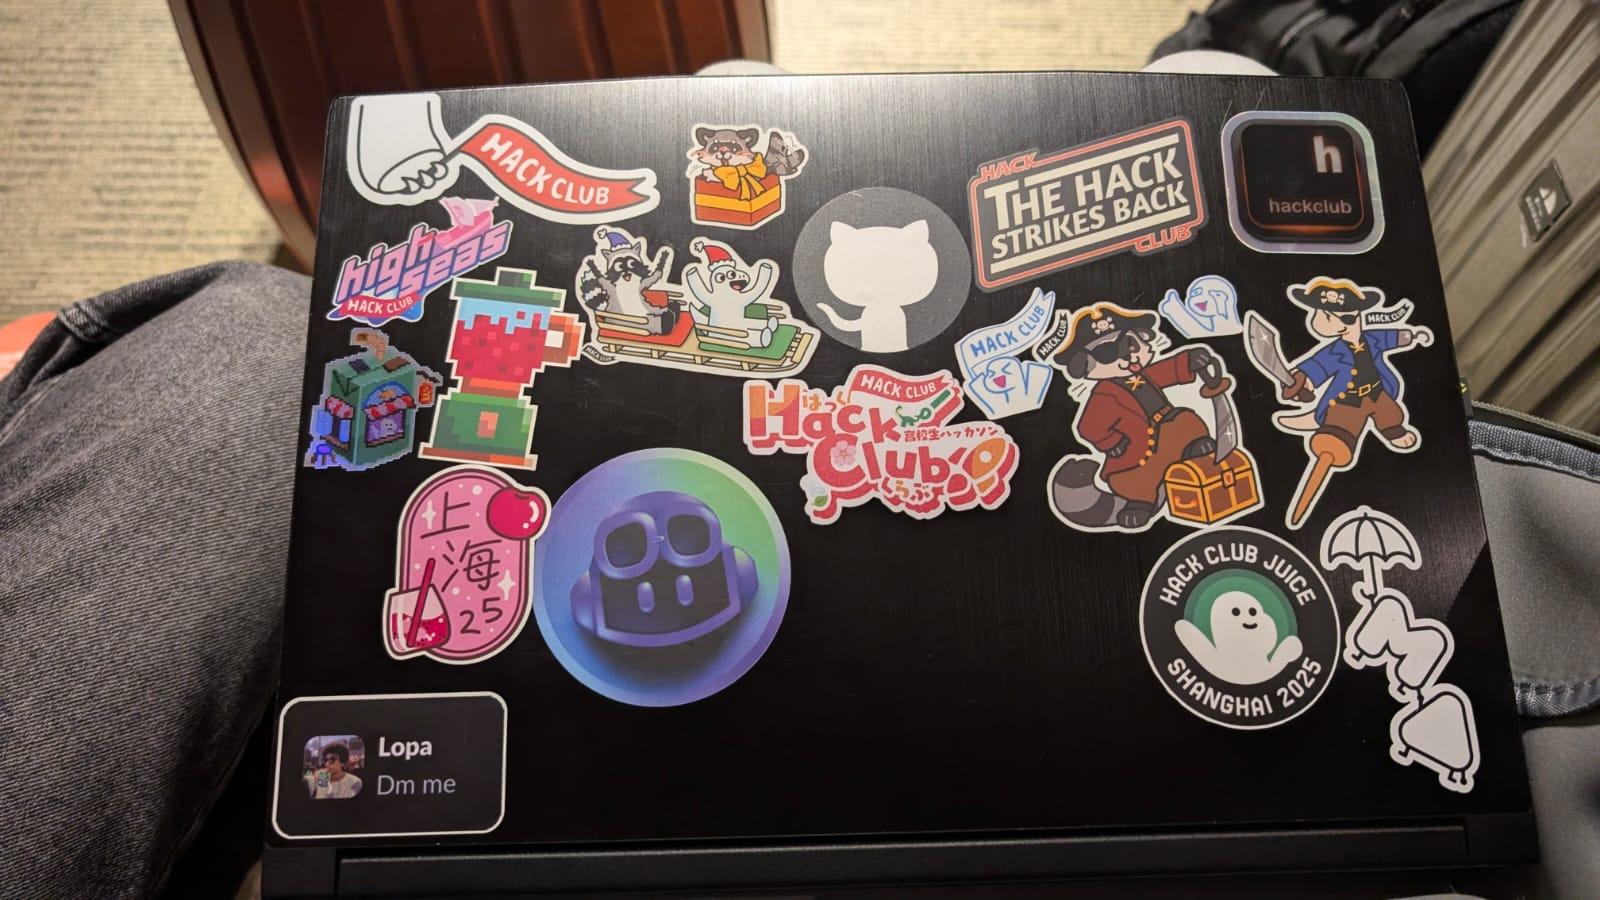 HACK CLUB
HACK
THE HACK
STRIKES BACK
CLUB
h
hackclub
high
seas
HACK CLUB
HACK CLUB
HACK CLUB
HACK CLUB
HACK CLUB
HACK CLUB
はっく
Hack
高校生ハッカソン
Club
くらぶ
上
海
25
HACK CLUB JUICE
SHANGHAI 2025
Lopa
Dm me